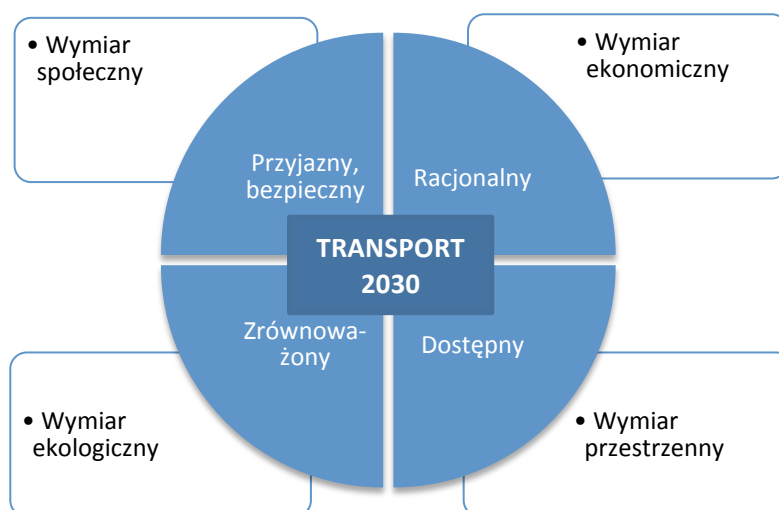 • Wymiar
społeczny
• Wymiar
ekonomiczny
Przyjazny,
bezpieczny
Racjonalny
TRANSPORT
2030
Zrównowa-
żony
Dostępny
• Wymiar
ekologiczny
• Wymiar
przestrzenny